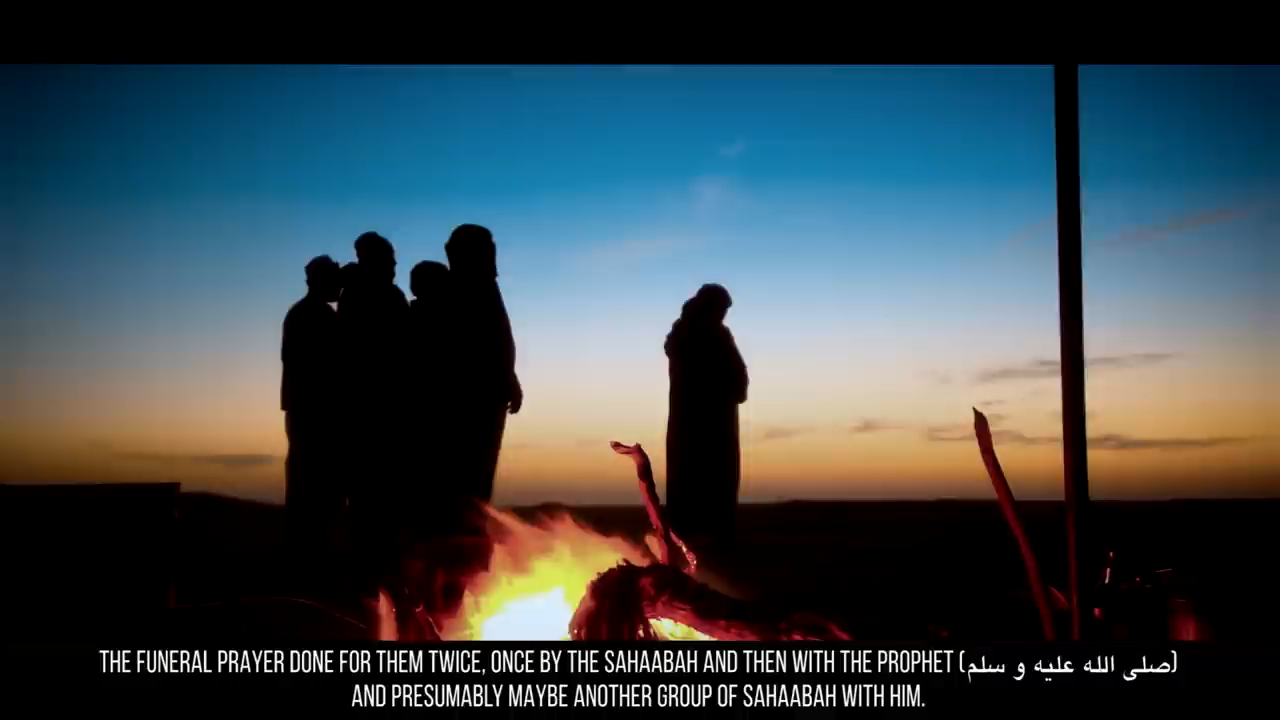 THE FUNERAL PRAYER DONE FOR THEM TWICE, ONCE BY THE SAHAABAH AND THEN WITH THE PROPHET (صلى الله عليه و سلم)
AND PRESUMABLY MAYBE ANOTHER GROUP OF SAHAABAH WITH HIM.